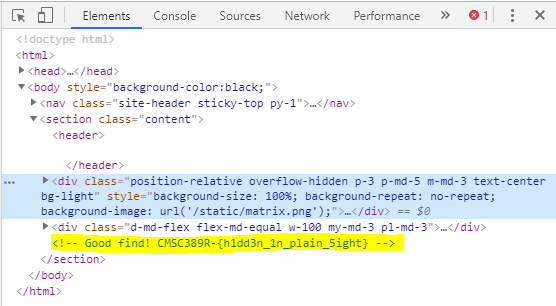 Elements Console Sources Network Performance » 1
<!doctype html>
<html>
<head>…</head>
<body style="background-color:black;">
<nav class="site-header sticky-top py-1">…</nav>
<section class="content">
<header>
</header>
<div class="position-relative overflow-hidden p-3 p-md-5 m-md-3 text-center
bg-light" style="background-size: 100%; background-repeat: no-repeat;
background-image: url('/static/matrix.png');">…</div> == $0
<div class="d-md-flex flex-md-equal w-100 my-md-3 pl-md-3">…</div>
<!-- Good find! CMSC389R-{h1dd3n_1n_plain_5ight} -->
</section>
</body>
</html>